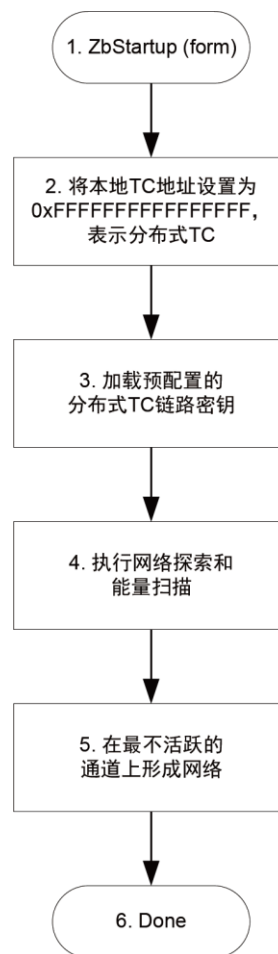 1. ZbStartup (form)
2. 将本地TC地址设置为
0xFFFFFFFFFFFFFFFF，
表示分布式TC
3. 加载预配置的
分布式TC链路密钥
4. 执行网络探索和
能量扫描
5. 在最不活跃的
通道上形成网络
6. Done